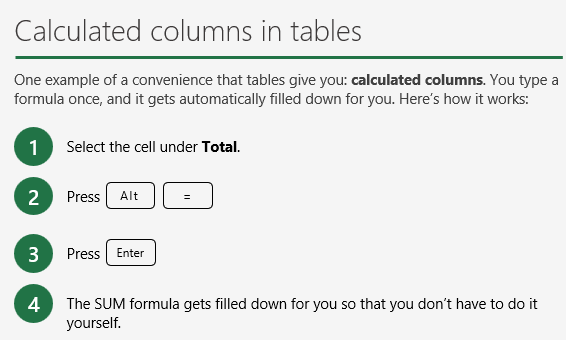 Calculated columns in tables
One example of a convenience that tables give you: calculated columns. You type a
formula once, and it gets automatically filled down for you. Here's how it works:
1 Select the cell under Total.
2 Press Alt =
3 Press Enter
4 The SUM formula gets filled down for you so that you don't have to do it
yourself.